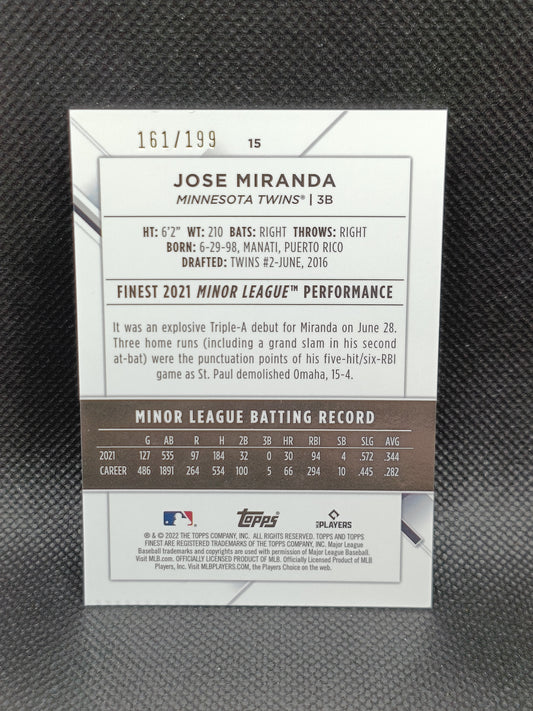 161/199 15
JOSE MIRANDA
MINNESOTA TWINS® | 3B
HT: 6'2" WT: 210 BATS: RIGHT THROWS: RIGHT
BORN: 6-29-98, MANATI, PUERTO RICO
DRAFTED: TWINS #2-JUNE, 2016
FINEST 2021 MINOR LEAGUE™ PERFORMANCE
It was an explosive Triple-A debut for Miranda on June 28.
Three home runs (including a grand slam in his second
at-bat) were the punctuation points of his five-hit/six-RBI
game as St. Paul demolished Omaha, 15-4.
MINOR LEAGUE BATTING RECORD
G AB R H 2B 3B HR RBI SB SLG AVG
2021 127 535 97 184 32 0 30 94 4 .572 .344
CAREER 486 1891 264 534 100 5 66 294 10 .445 .282
Topps
PLAYERS
® & © 2022 THE TOPPS COMPANY, INC. ALL RIGHTS RESERVED. TOPPS AND TOPPS
FINEST ARE REGISTERED TRADEMARKS OF THE TOPPS COMPANY, INC. Major League
Baseball trademarks and copyrights are used with permission of Major League Baseball.
Visit MLB.com. OFFICIALLY LICENSED PRODUCT OF MLB. Officially Licensed Product of MLB
Players, Inc. Visit MLBPLAYERS.COM, the Players Choice on the web.